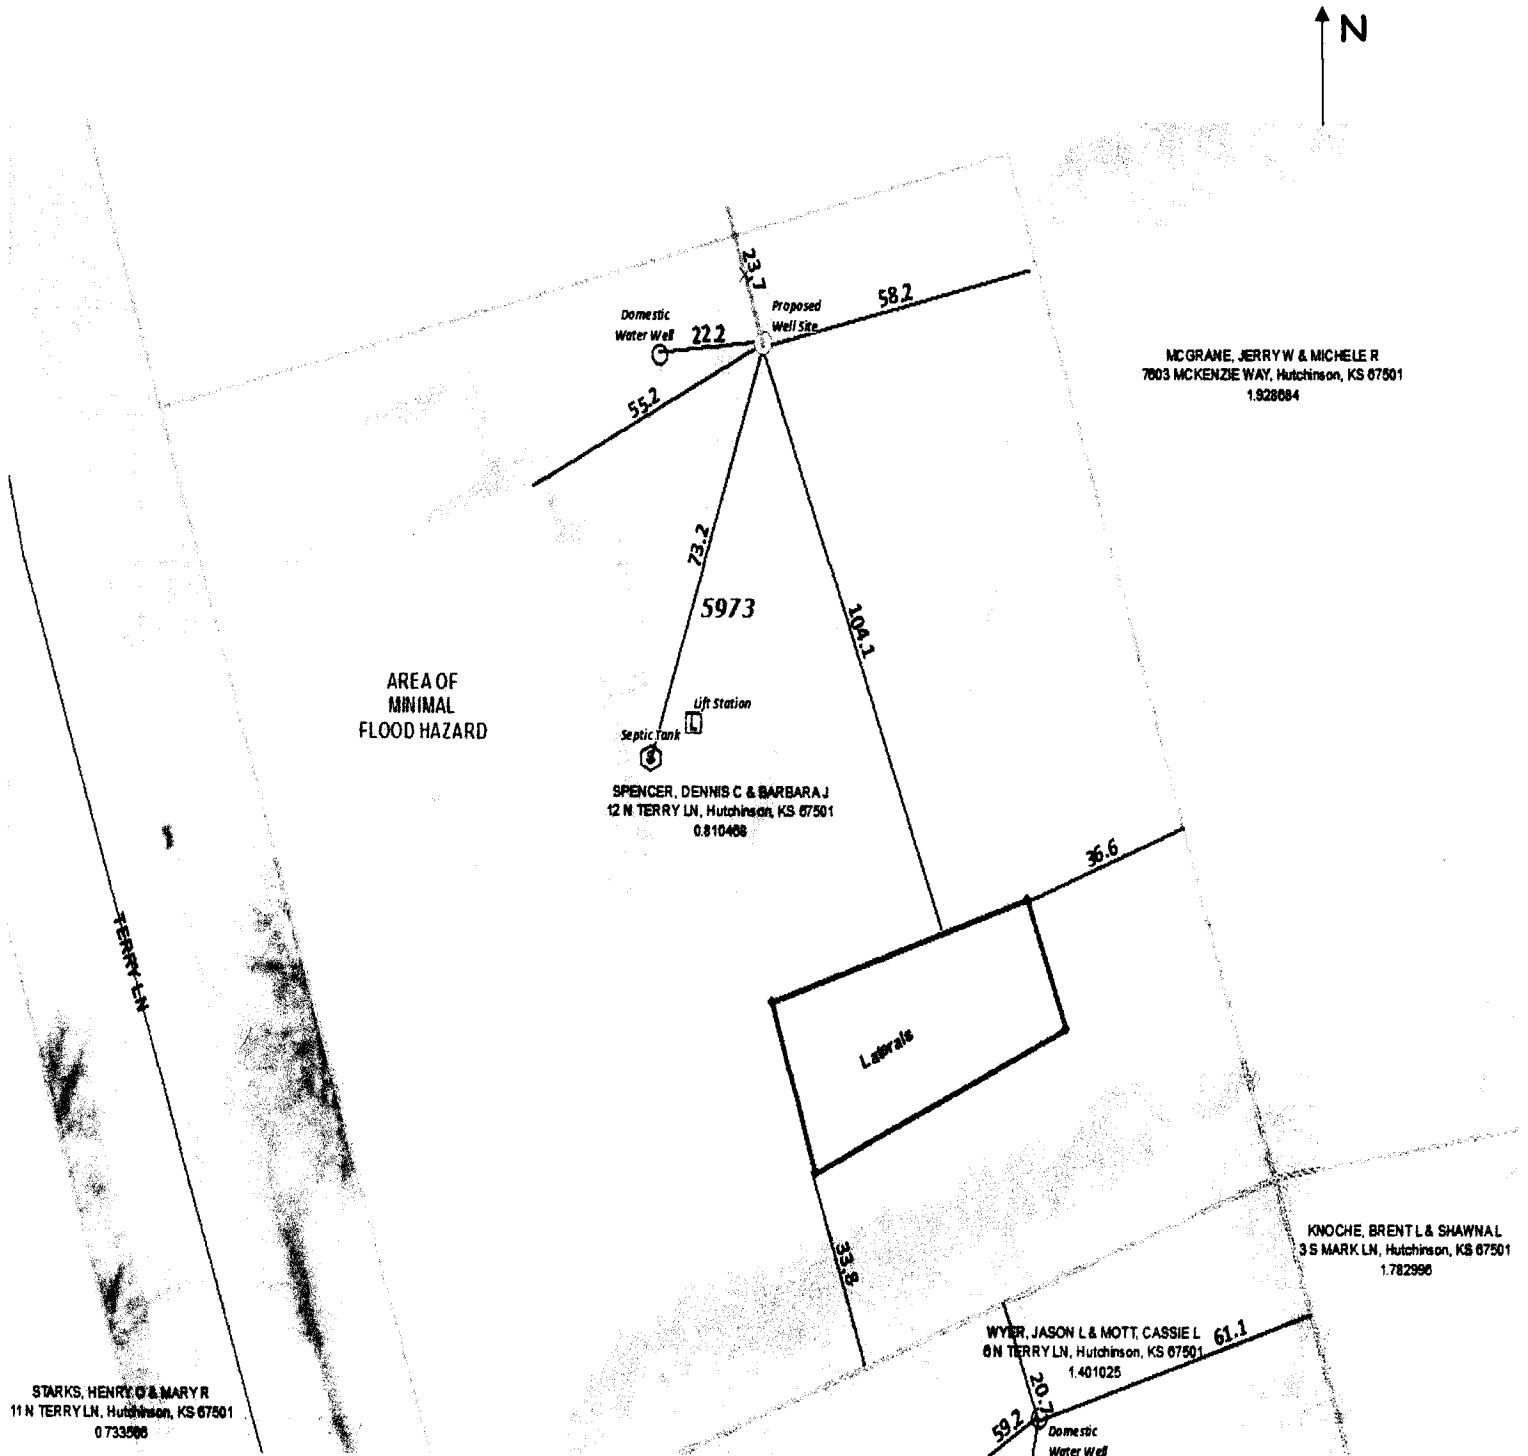 N
23.7
58.2
Proposed
Well Site
Domestic
Water Well
22.2
55.2
MCGRANE, JERRY W & MICHELE R
7603 MCKENZIE WAY, Hutchinson, KS 67501
1.928684
73.2
5973
104.1
AREA OF
MINIMAL
FLOOD HAZARD
Lift Station
L
Septic Tank
S
SPENCER, DENNIS C & BARBARA J
12 N TERRY LN, Hutchinson, KS 67501
0.810468
36.6
TERRY LN
Laterals
33.8
KNOCHE, BRENT L & SHAWNA L
3 S MARK LN, Hutchinson, KS 67501
1.782996
WYER, JASON L & MOTT, CASSIE L
6 N TERRY LN, Hutchinson, KS 67501
1.401025
61.1
20.7
59.2
Domestic
Water Well
STARKS, HENRY O & MARY R
11 N TERRY LN, Hutchinson, KS 67501
0.733566